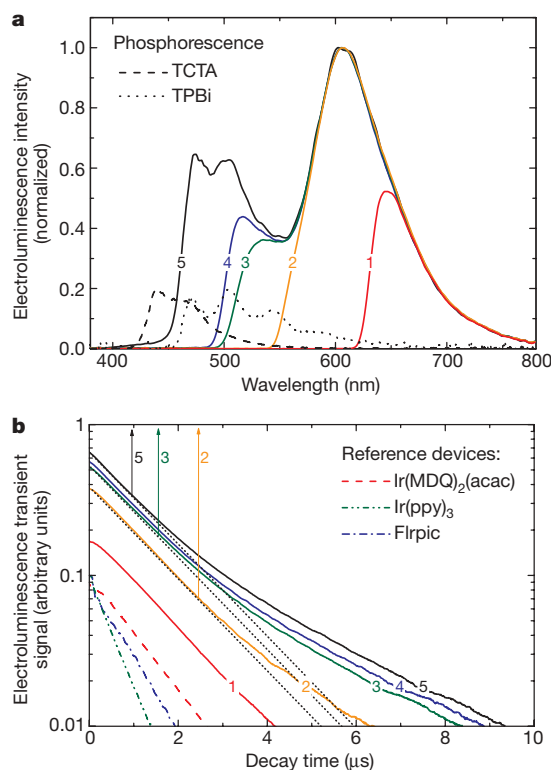 a
Phosphorescence
TCTA
TPBi
Electroluminescence intensity
(normalized)
1.0
0.8
0.6
0.4
0.2
0.0
5
4
3
2
1
400
500
600
700
800
Wavelength (nm)
b
Reference devices:
Ir(MDQ)2(acac)
Ir(ppy)3
FIrpic
Electroluminescence transient
signal (arbitrary units)
1
0.1
0.01
5
3
2
1
2
3
4
5
0
2
4
6
8
10
Decay time (μs)